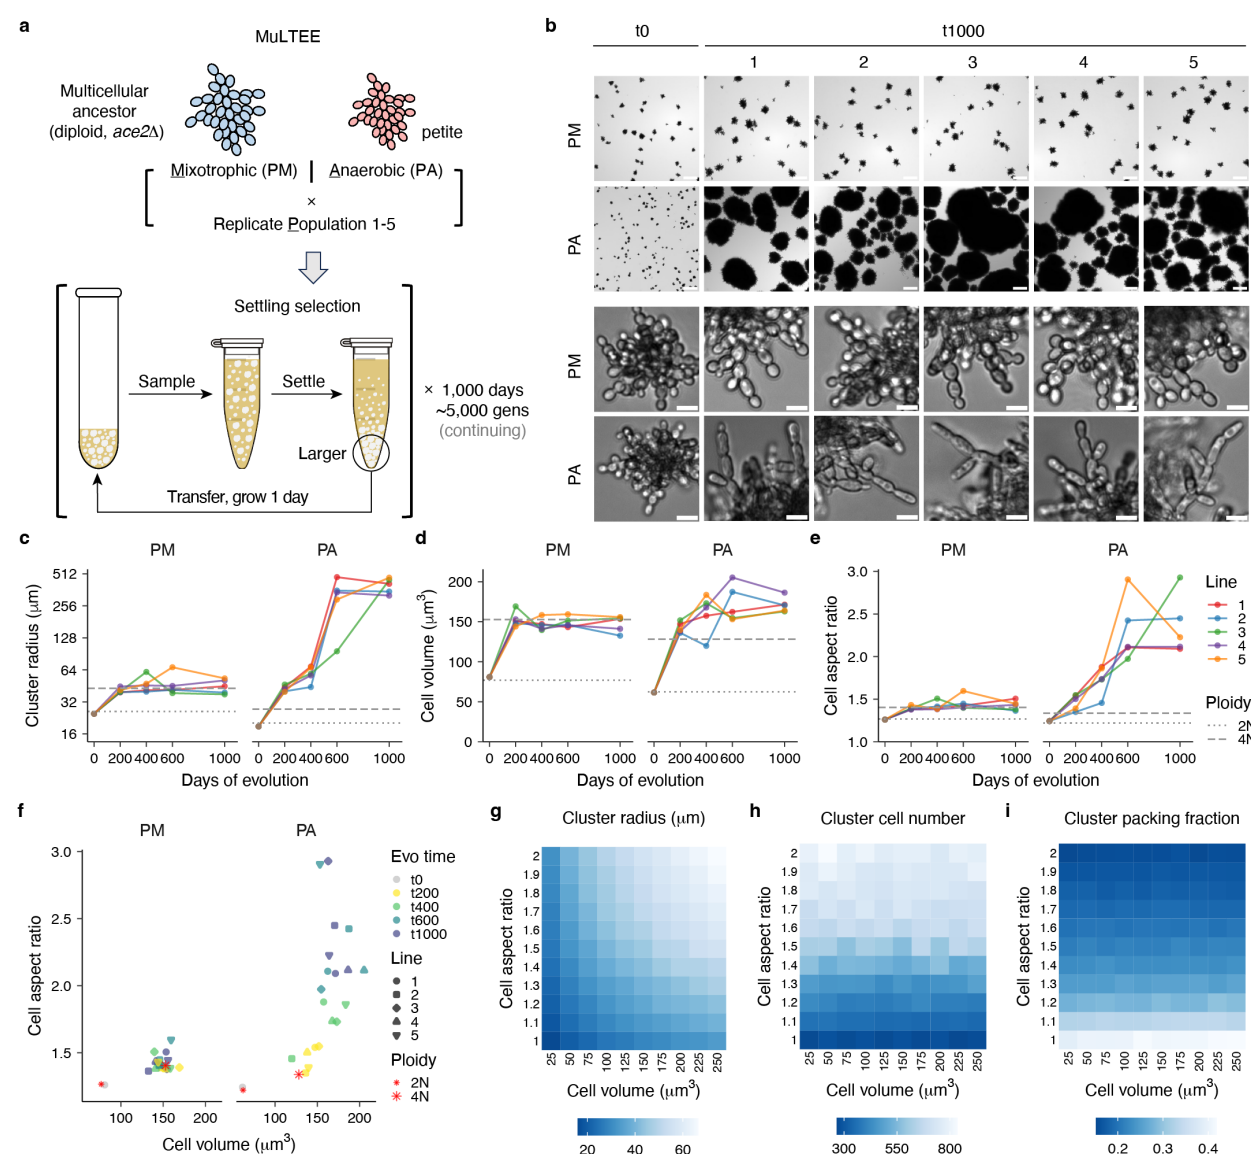 a
MuLTEE
Multicellular
ancestor
(diploid, ace2Δ)
petite
Mixotrophic (PM)
Anaerobic (PA)
×
Replicate Population 1-5
Settling selection
Sample
Settle
Larger
Transfer, grow 1 day
× 1,000 days
~5,000 gens
(continuing)
b
t0
t1000
1 2 3 4 5
PM
PA
PM
PA
c
PM PA
Cluster radius (μm)
512
256
128
64
32
16
0 200 400 600 1000 0 200 400 600 1000
Days of evolution
d
PM PA
Cell volume (μm³)
200
150
100
50
0
0 200 400 600 1000 0 200 400 600 1000
Days of evolution
e
PM PA
Cell aspect ratio
3.0
2.5
2.0
1.5
1.0
0 200 400 600 1000 0 200 400 600 1000
Days of evolution
Line
1
2
3
4
5
Ploidy
2N
4N
f
PM PA
Cell aspect ratio
3.0
2.5
2.0
1.5
100 150 200 100 150 200
Cell volume (μm³)
Evo time
t0
t200
t400
t600
t1000
Line
1
2
3
4
5
Ploidy
2N
4N
g
Cluster radius (μm)
Cell aspect ratio
2
1.9
1.8
1.7
1.6
1.5
1.4
1.3
1.2
1.1
1
25 50 75 100 125 150 175 200 225 250
Cell volume (μm³)
20 40 60
h
Cluster cell number
Cell aspect ratio
2
1.9
1.8
1.7
1.6
1.5
1.4
1.3
1.2
1.1
1
25 50 75 100 125 150 175 200 225 250
Cell volume (μm³)
300 550 800
i
Cluster packing fraction
Cell aspect ratio
2
1.9
1.8
1.7
1.6
1.5
1.4
1.3
1.2
1.1
1
25 50 75 100 125 150 175 200 225 250
Cell volume (μm³)
0.2 0.3 0.4